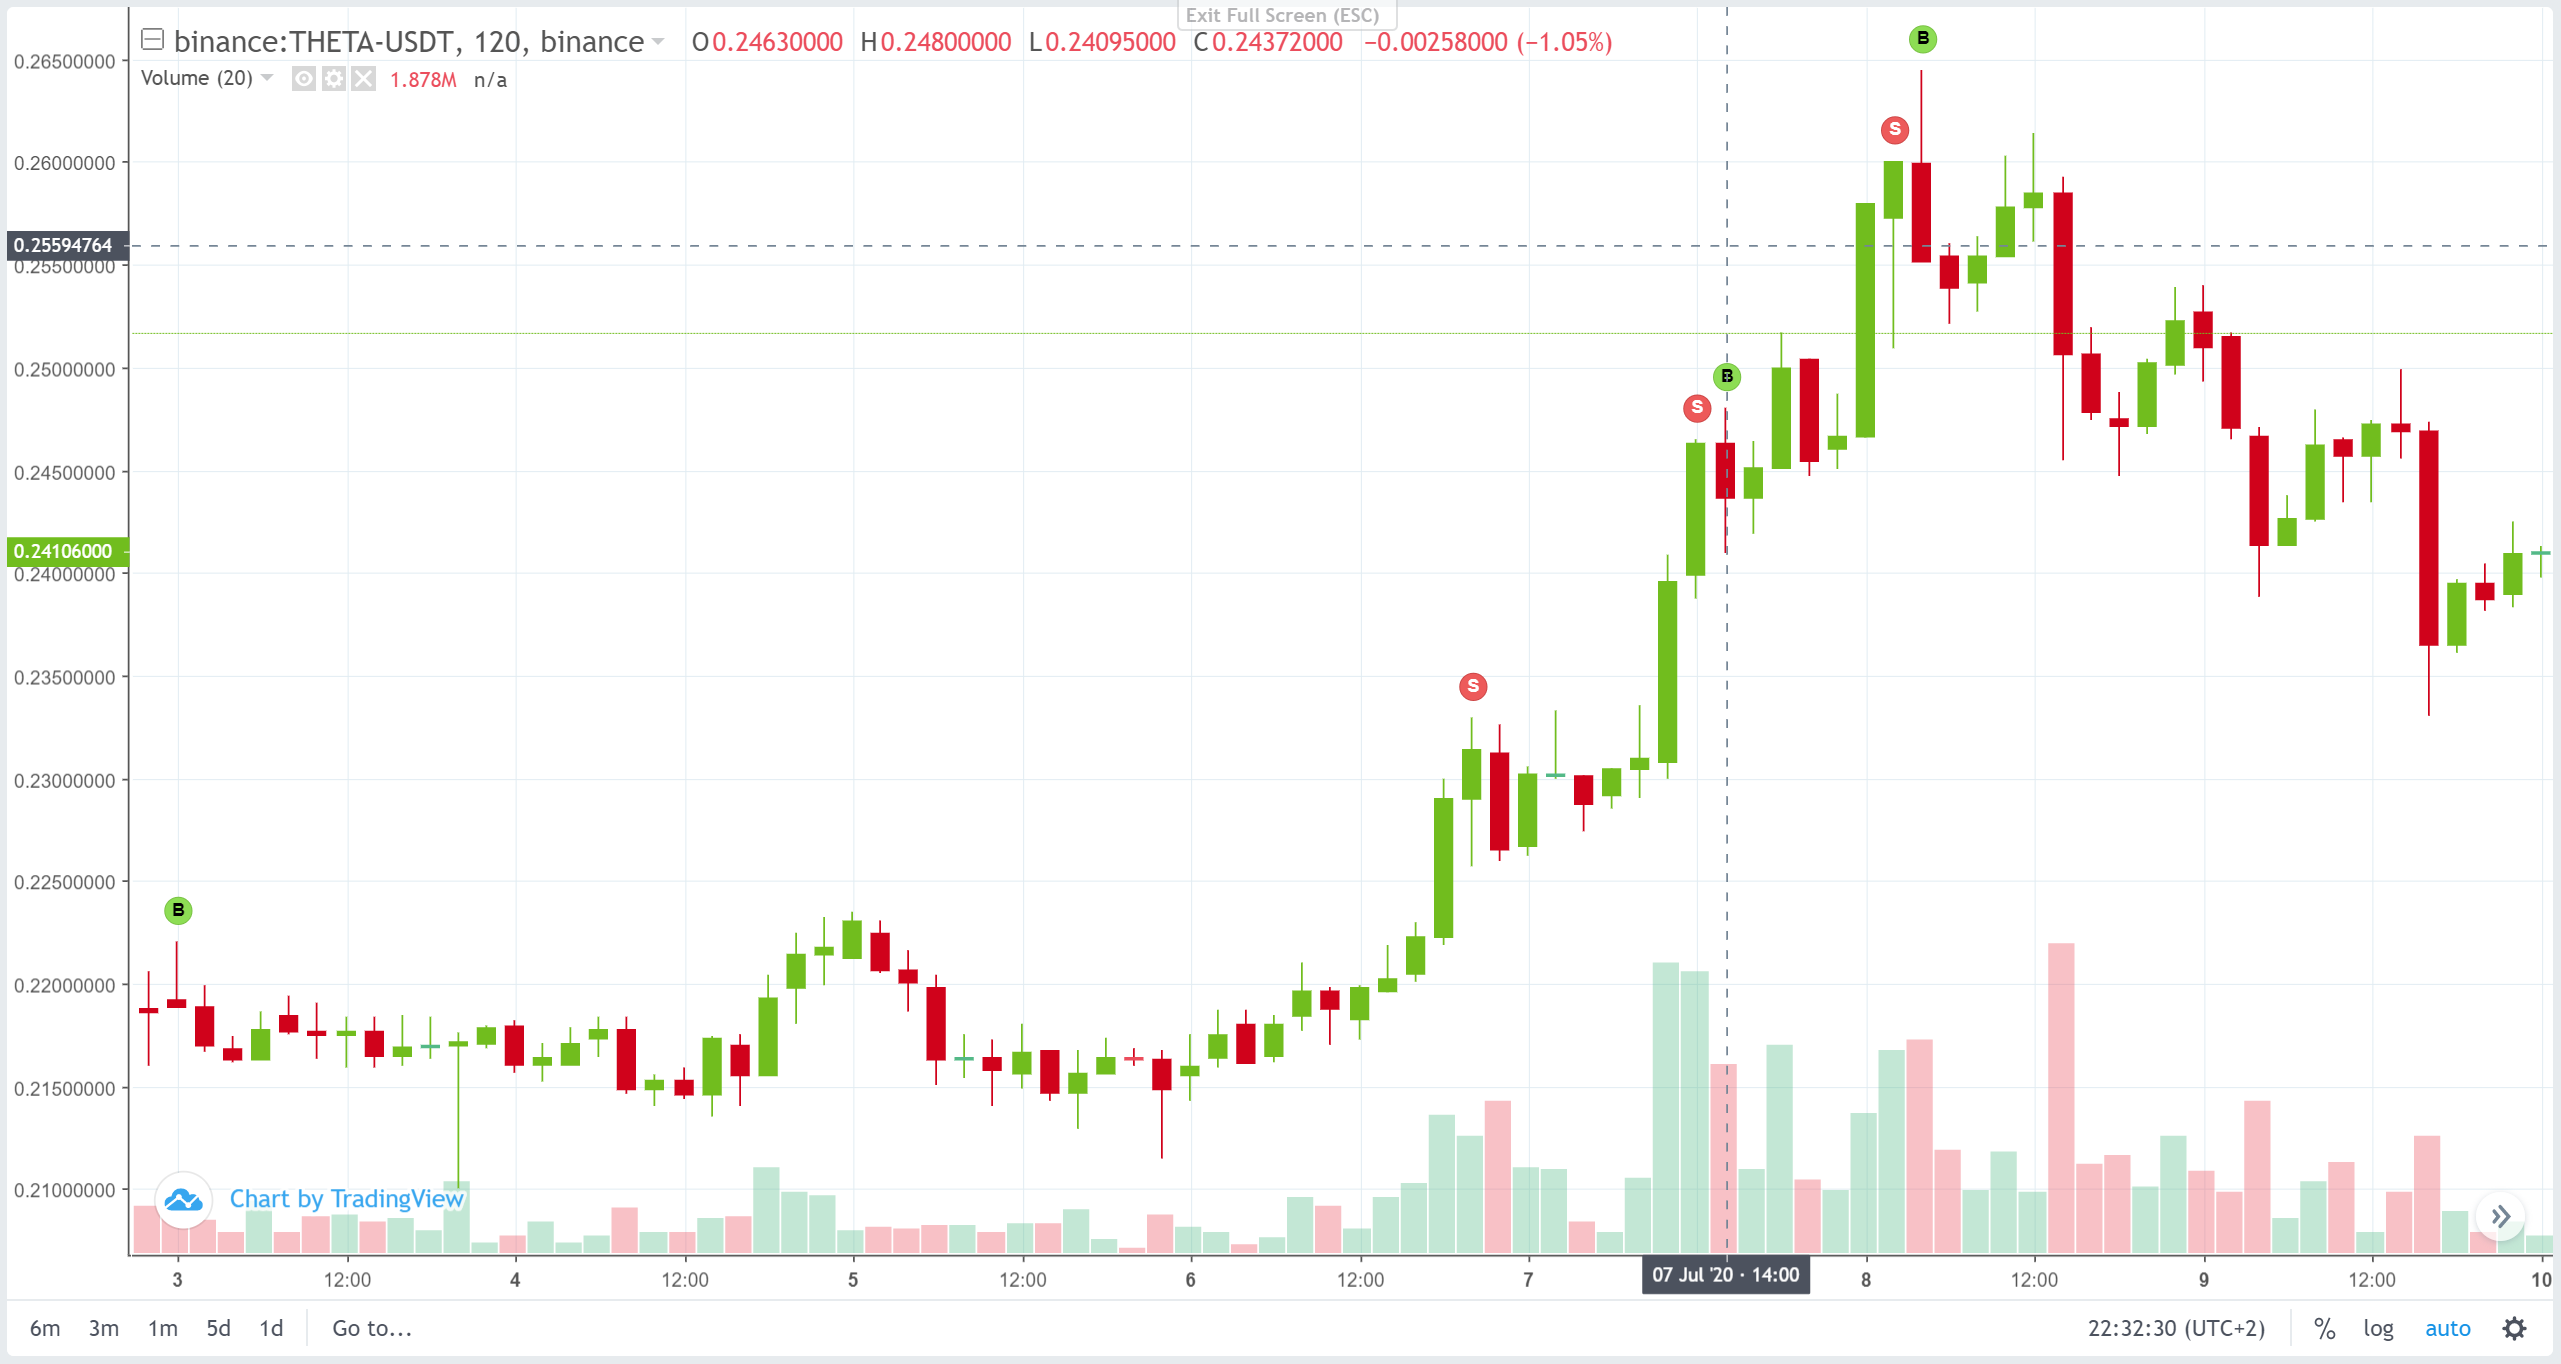 Exit Full Screen (ESC)
binance:THETA-USDT, 120, binance O0.24630000 H0.24800000 L0.24095000 C0.24372000 −0.00258000 (−1.05%)
Volume (20) 1.878M n/a
0.26500000
0.26000000
0.25594764
0.25500000
0.25000000
0.24500000
0.24106000
0.24000000
0.23500000
0.23000000
0.22500000
0.22000000
0.21500000
0.21000000
B
S
B
S
S
B
Chart by TradingView
3 12:00 4 12:00 5 12:00 6 12:00 7 07 Jul '20 · 14:00 8 12:00 9 12:00 10
6m 3m 1m 5d 1d Go to... 22:32:30 (UTC+2) % log auto